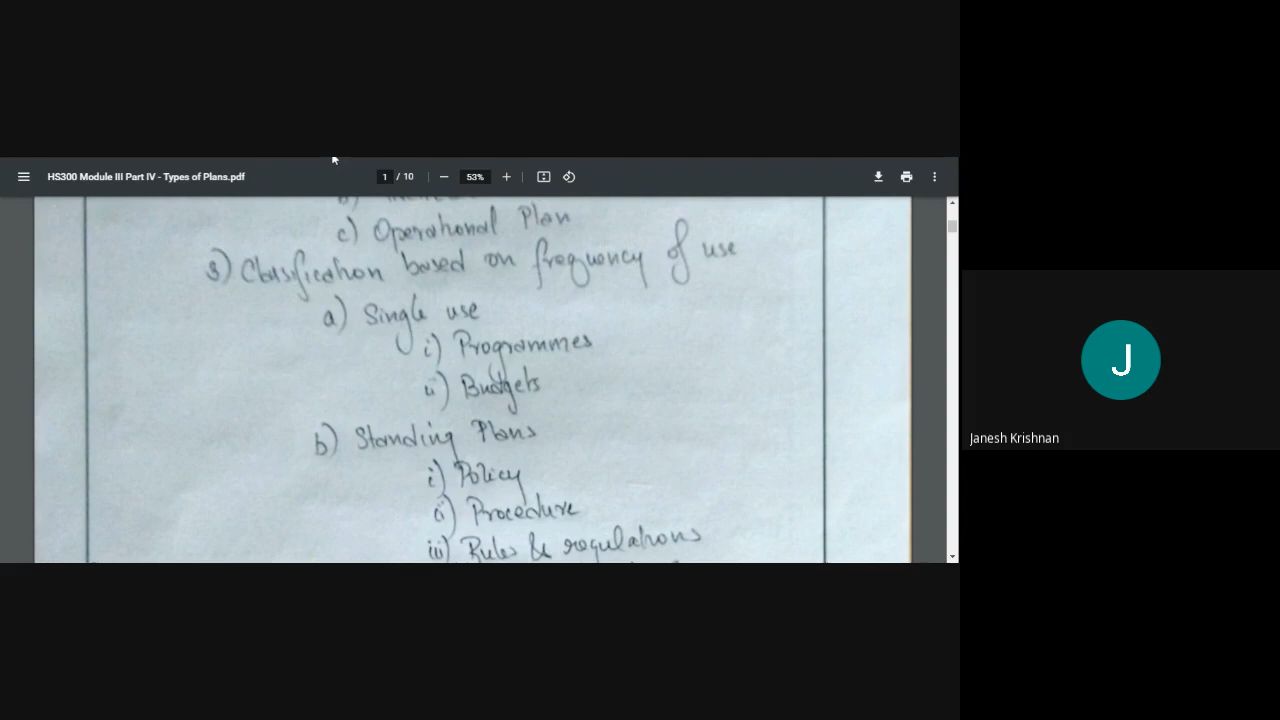 HS300 Module III Part IV - Types of Plans.pdf
1 / 10
53%
c) Operational Plan
3) Classification based on frequency of use
a) Single use
i) Programmes
ii) Budgets
b) Standing Plans
i) Policy
ii) Procedure
iii) Rules & regulations
J
Janesh Krishnan